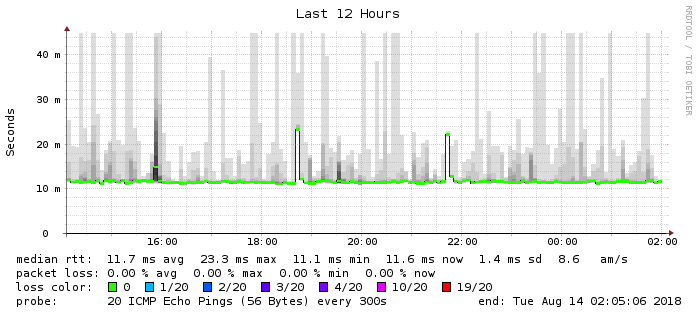 Last 12 Hours
RRDTOOL / TOBI OETIKER
Seconds
40 m
30 m
20 m
10 m
0
16:00 18:00 20:00 22:00 00:00 02:00
median rtt: 11.7 ms avg 23.3 ms max 11.1 ms min 11.6 ms now 1.4 ms sd 8.6 am/s
packet loss: 0.00 % avg 0.00 % max 0.00 % min 0.00 % now
loss color: 0 1/20 2/20 3/20 4/20 10/20 19/20
probe: 20 ICMP Echo Pings (56 Bytes) every 300s end: Tue Aug 14 02:05:06 2018